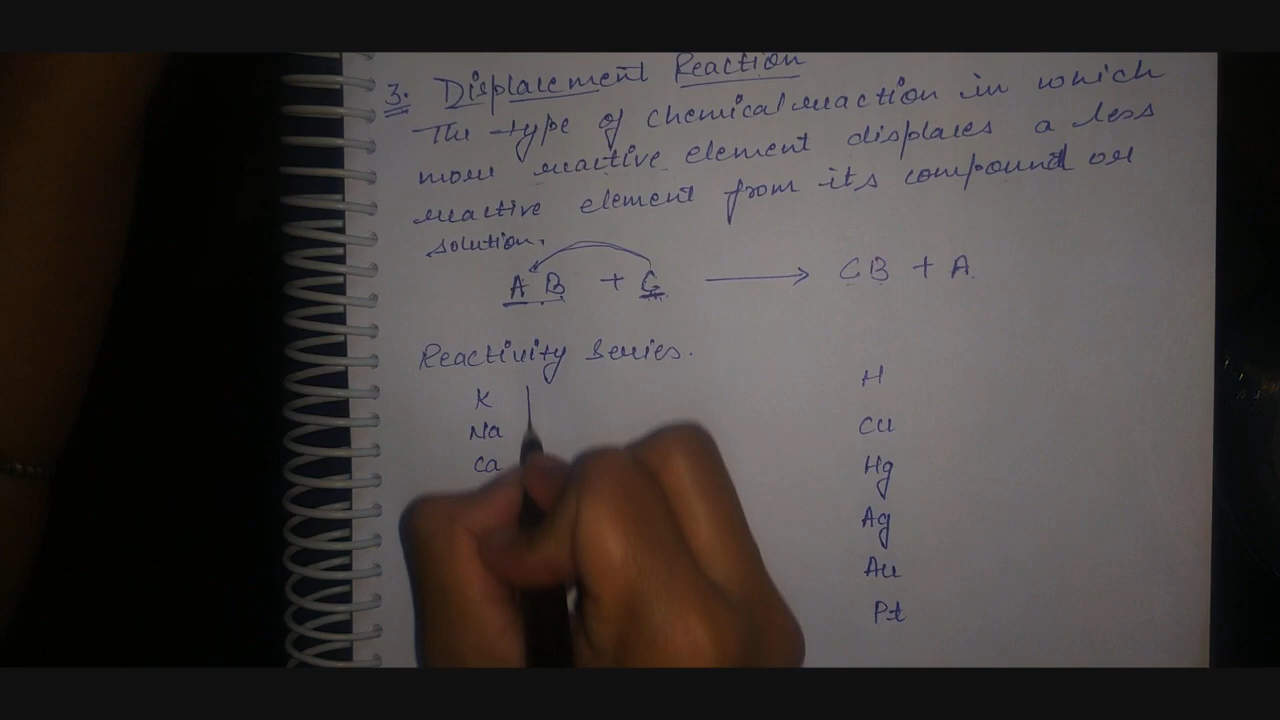 3. Displacement Reaction
The type of chemical reaction in which
more reactive element displaces a less
reactive element from its compound or
solution.
A B + C → CB + A.
Reactivity Series.
K
Na
Ca
H
Cu
Hg
Ag
Au
Pt